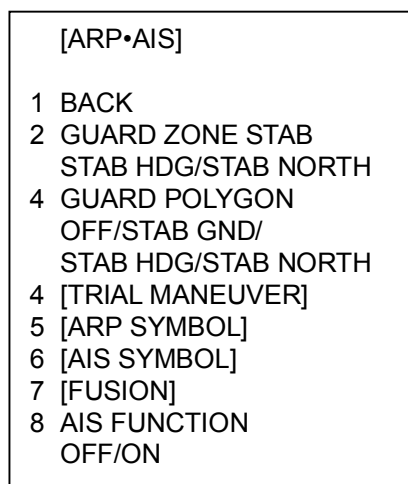 [ARP•AIS]
1 BACK
2 GUARD ZONE STAB
STAB HDG/STAB NORTH
4 GUARD POLYGON
OFF/STAB GND/
STAB HDG/STAB NORTH
4 [TRIAL MANEUVER]
5 [ARP SYMBOL]
6 [AIS SYMBOL]
7 [FUSION]
8 AIS FUNCTION
OFF/ON